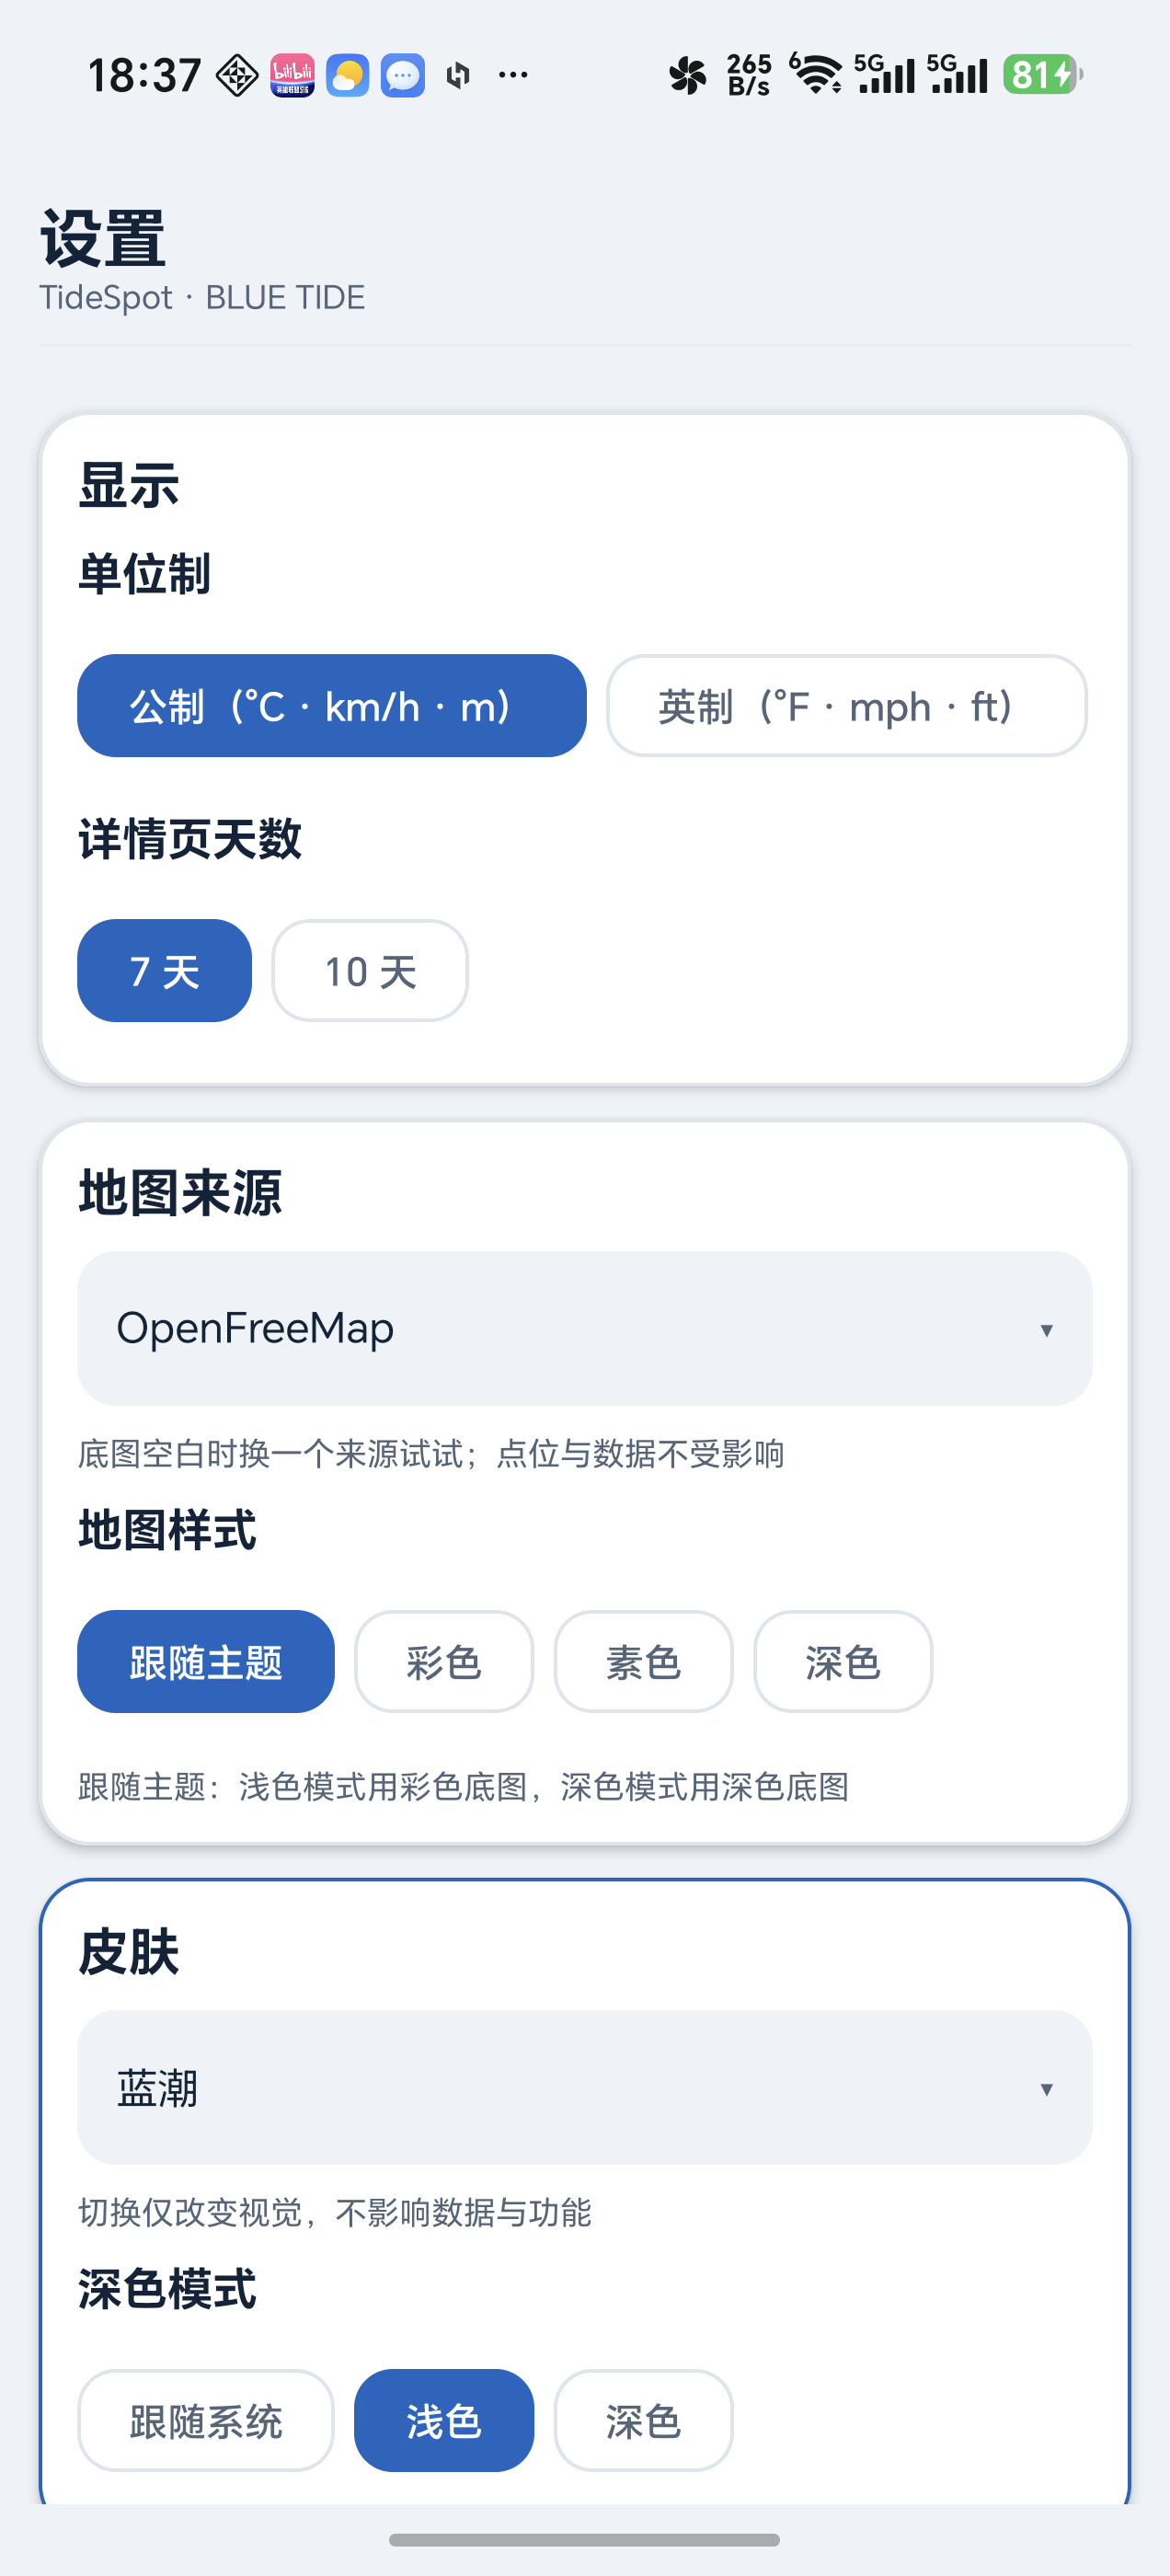 18:37
bilibili
265
B/s
6
5G
5G
81
设置
TideSpot · BLUE TIDE
显示
单位制
公制（°C · km/h · m）
英制（°F · mph · ft）
详情页天数
7 天
10 天
地图来源
OpenFreeMap
底图空白时换一个来源试试；点位与数据不受影响
地图样式
跟随主题
彩色
素色
深色
跟随主题：浅色模式用彩色底图，深色模式用深色底图
皮肤
蓝潮
切换仅改变视觉，不影响数据与功能
深色模式
跟随系统
浅色
深色